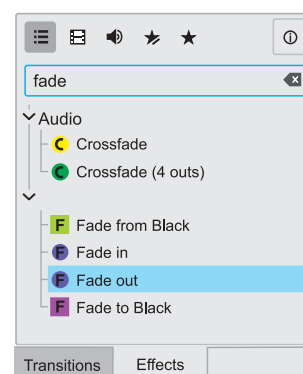 fade
Audio
C Crossfade
C Crossfade (4 outs)
F Fade from Black
F Fade in
F Fade out
F Fade to Black
Transitions Effects